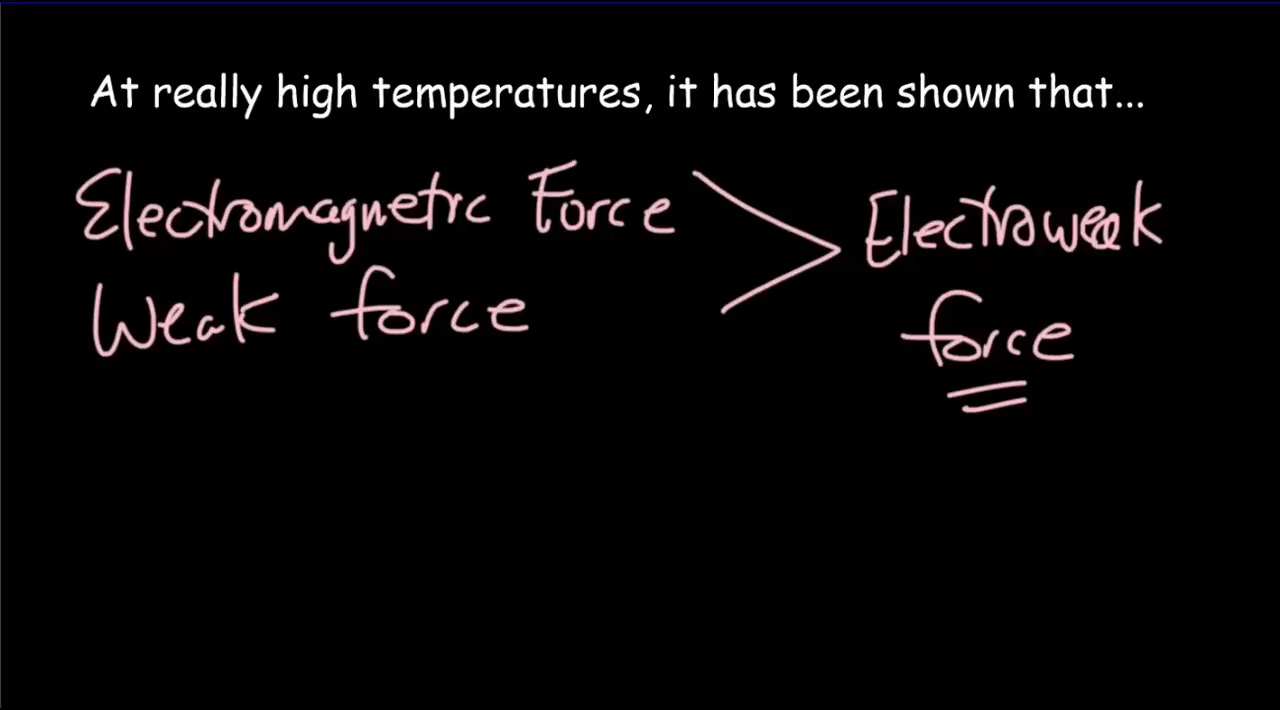 At really high temperatures, it has been shown that...
Electromagnetic Force
Weak force
Electroweak
force